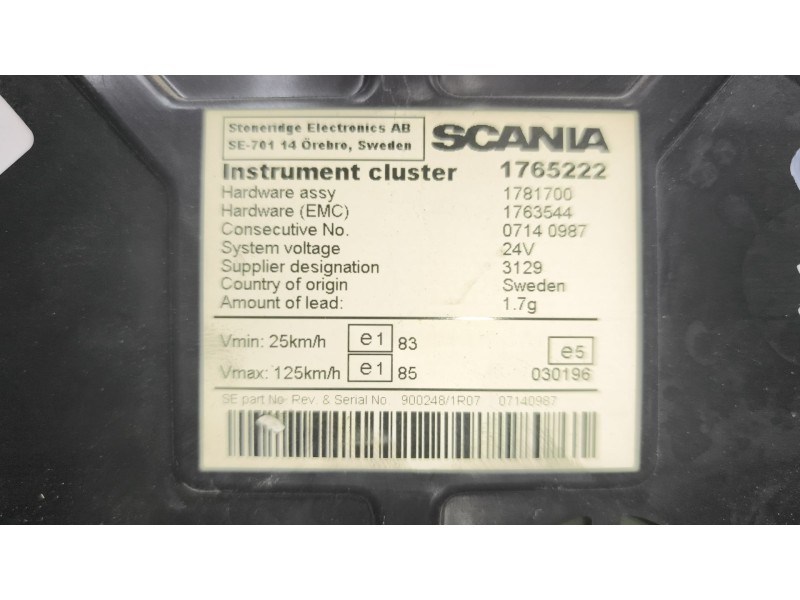 Stoneridge Electronics AB
SE-701 14 Örebro, Sweden
SCANIA
Instrument cluster 1765222
Hardware assy 1781700
Hardware (EMC) 1763544
Consecutive No. 0714 0987
System voltage 24V
Supplier designation 3129
Country of origin Sweden
Amount of lead: 1.7g
Vmin: 25km/h e1 83
e5
Vmax: 125km/h e1 85 030196
SE part No. Rev. & Serial No. 900248/1R07 07140987